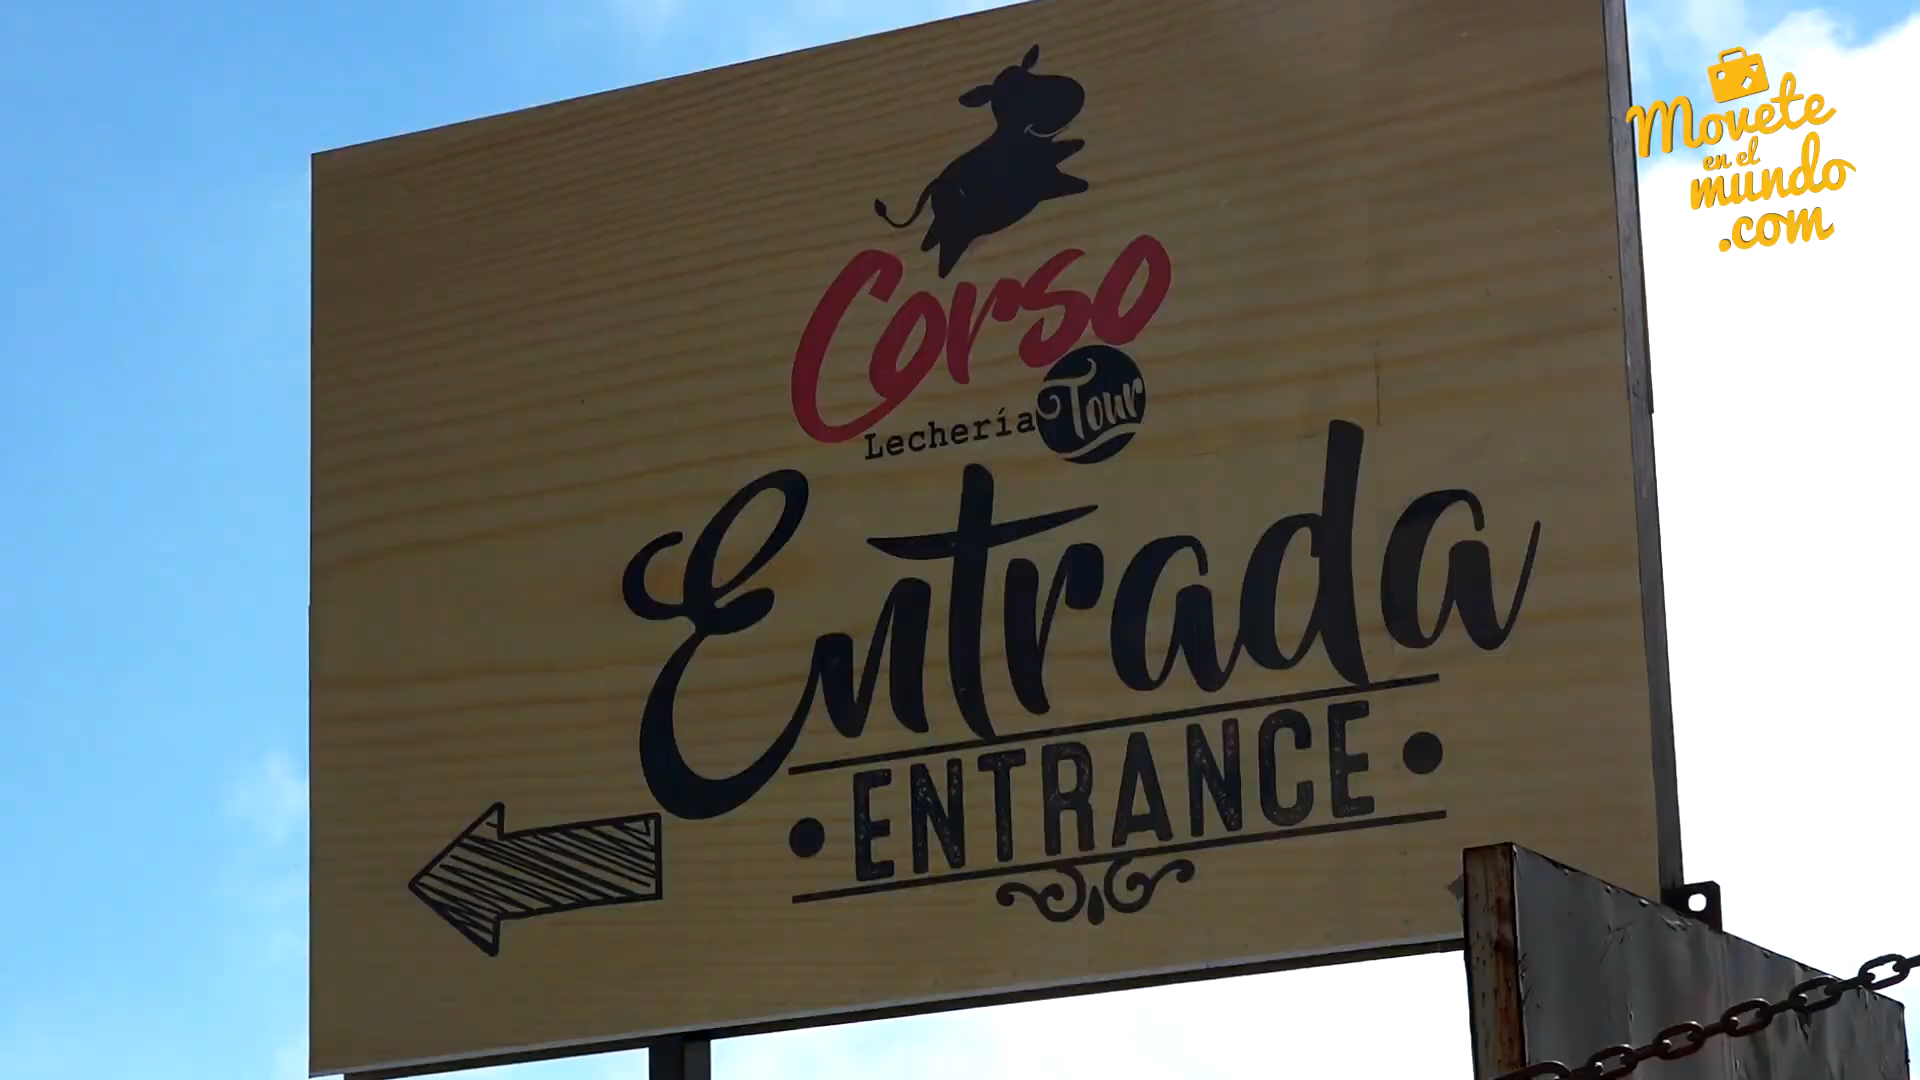 Corso
Lechería Tour
Entrada
ENTRANCE
Movete
en el
mundo
.com